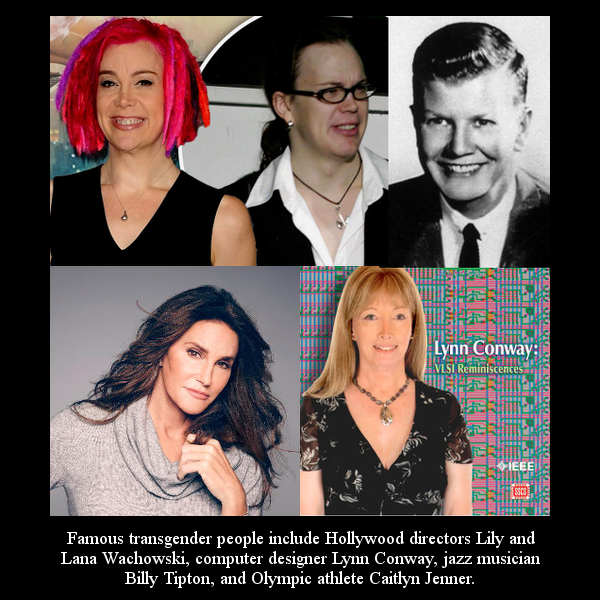 Lynn Conway:
VLSI Reminiscences
IEEE
SSCS
Famous transgender people include Hollywood directors Lily and
Lana Wachowski, computer designer Lynn Conway, jazz musician
Billy Tipton, and Olympic athlete Caitlyn Jenner.